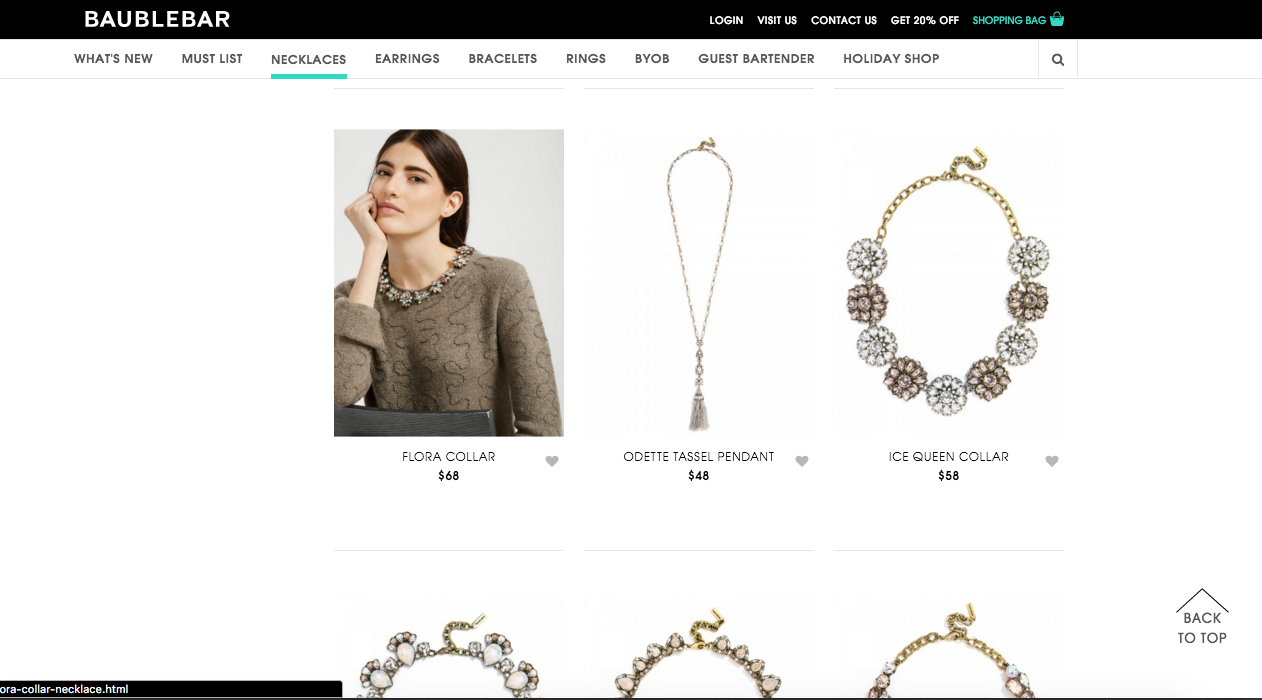 BAUBLEBAR
LOGIN VISIT US CONTACT US GET 20% OFF SHOPPING BAG
WHAT'S NEW MUST LIST NECKLACES EARRINGS BRACELETS RINGS BYOB GUEST BARTENDER HOLIDAY SHOP
FLORA COLLAR
$68
ODETTE TASSEL PENDANT
$48
ICE QUEEN COLLAR
$58
BACK
TO TOP
ora-collar-necklace.html